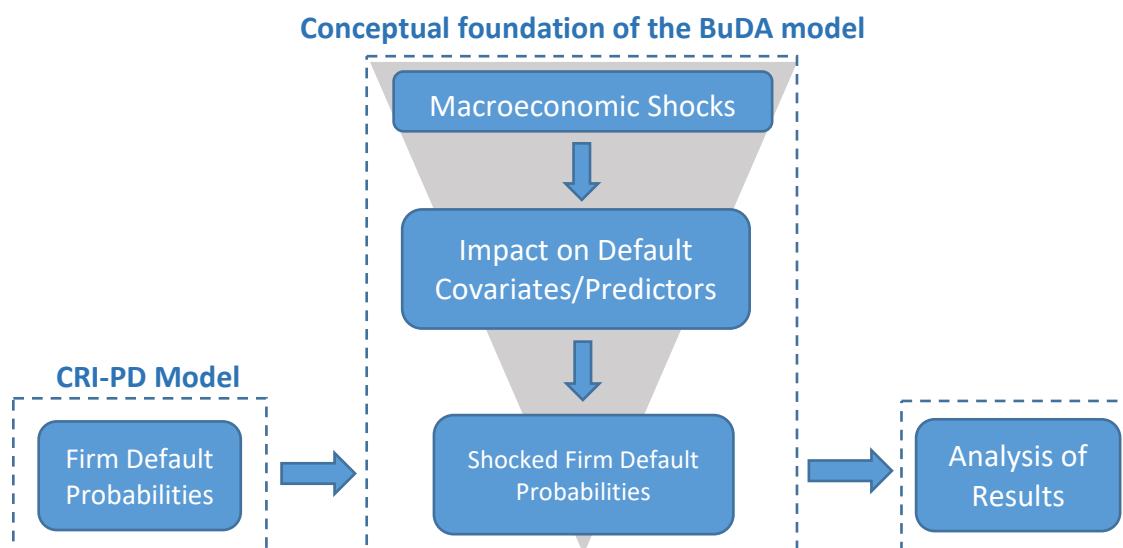 Conceptual foundation of the BuDA model
Macroeconomic Shocks
Impact on Default
Covariates/Predictors
CRI-PD Model
Firm Default
Probabilities
Shocked Firm Default
Probabilities
Analysis of
Results